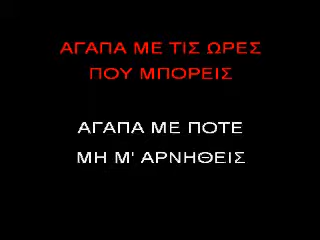 ΑΓΑΠΑ ΜΕ ΤΙΣ ΩΡΕΣ
ΠΟΥ ΜΠΟΡΕΙΣ
ΑΓΑΠΑ ΜΕ ΠΟΤΕ
ΜΗ Μ' ΑΡΝΗΘΕΙΣ